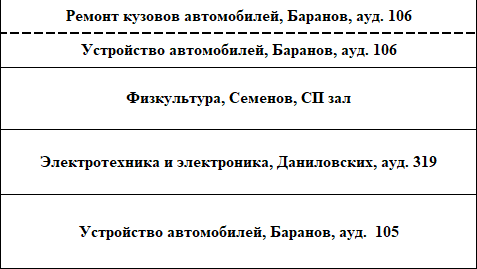 Ремонт кузовов автомобилей, Баранов, ауд. 106
Устройство автомобилей, Баранов, ауд. 106
Физкультура, Семенов, СП зал
Электротехника и электроника, Даниловских, ауд. 319
Устройство автомобилей, Баранов, ауд. 105